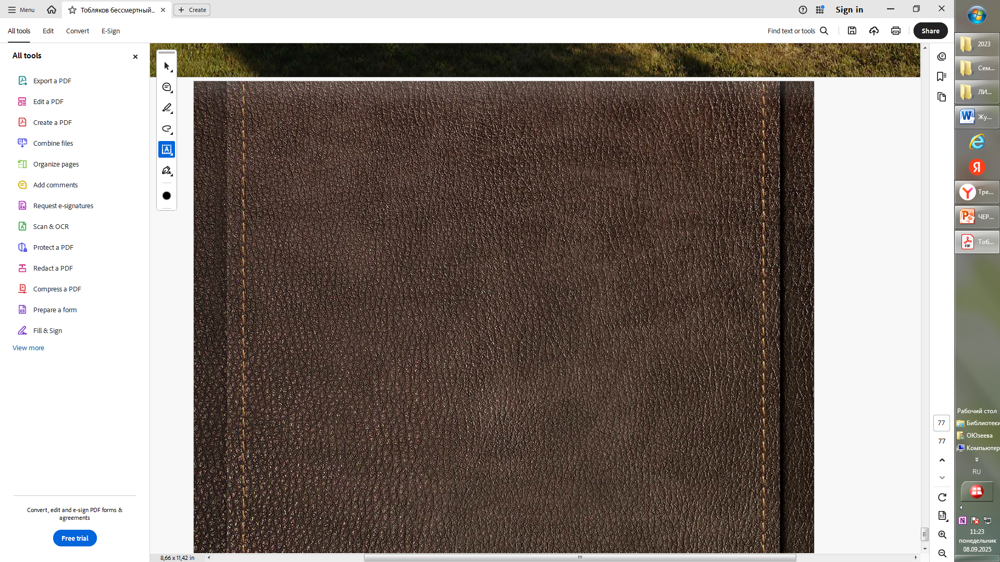 Menu
Тобляков бессмертный...
Create
Sign in
All tools
Edit
Convert
E-Sign
Find text or tools
Share
All tools
Export a PDF
Edit a PDF
Create a PDF
Combine files
Organize pages
Add comments
Request e-signatures
Scan & OCR
Protect a PDF
Redact a PDF
Compress a PDF
Prepare a form
Fill & Sign
View more
Convert, edit and e-sign PDF forms &
agreements
Free trial
8,66 x 11,42 in
77
77
2023
Сем...
ЛИ...
Жу...
Тре...
ЧЕР...
Тоб...
Рабочий стол
Библиотеки
ОЮзеева
Компьютер
RU
11:23
понедельник
08.09.2025